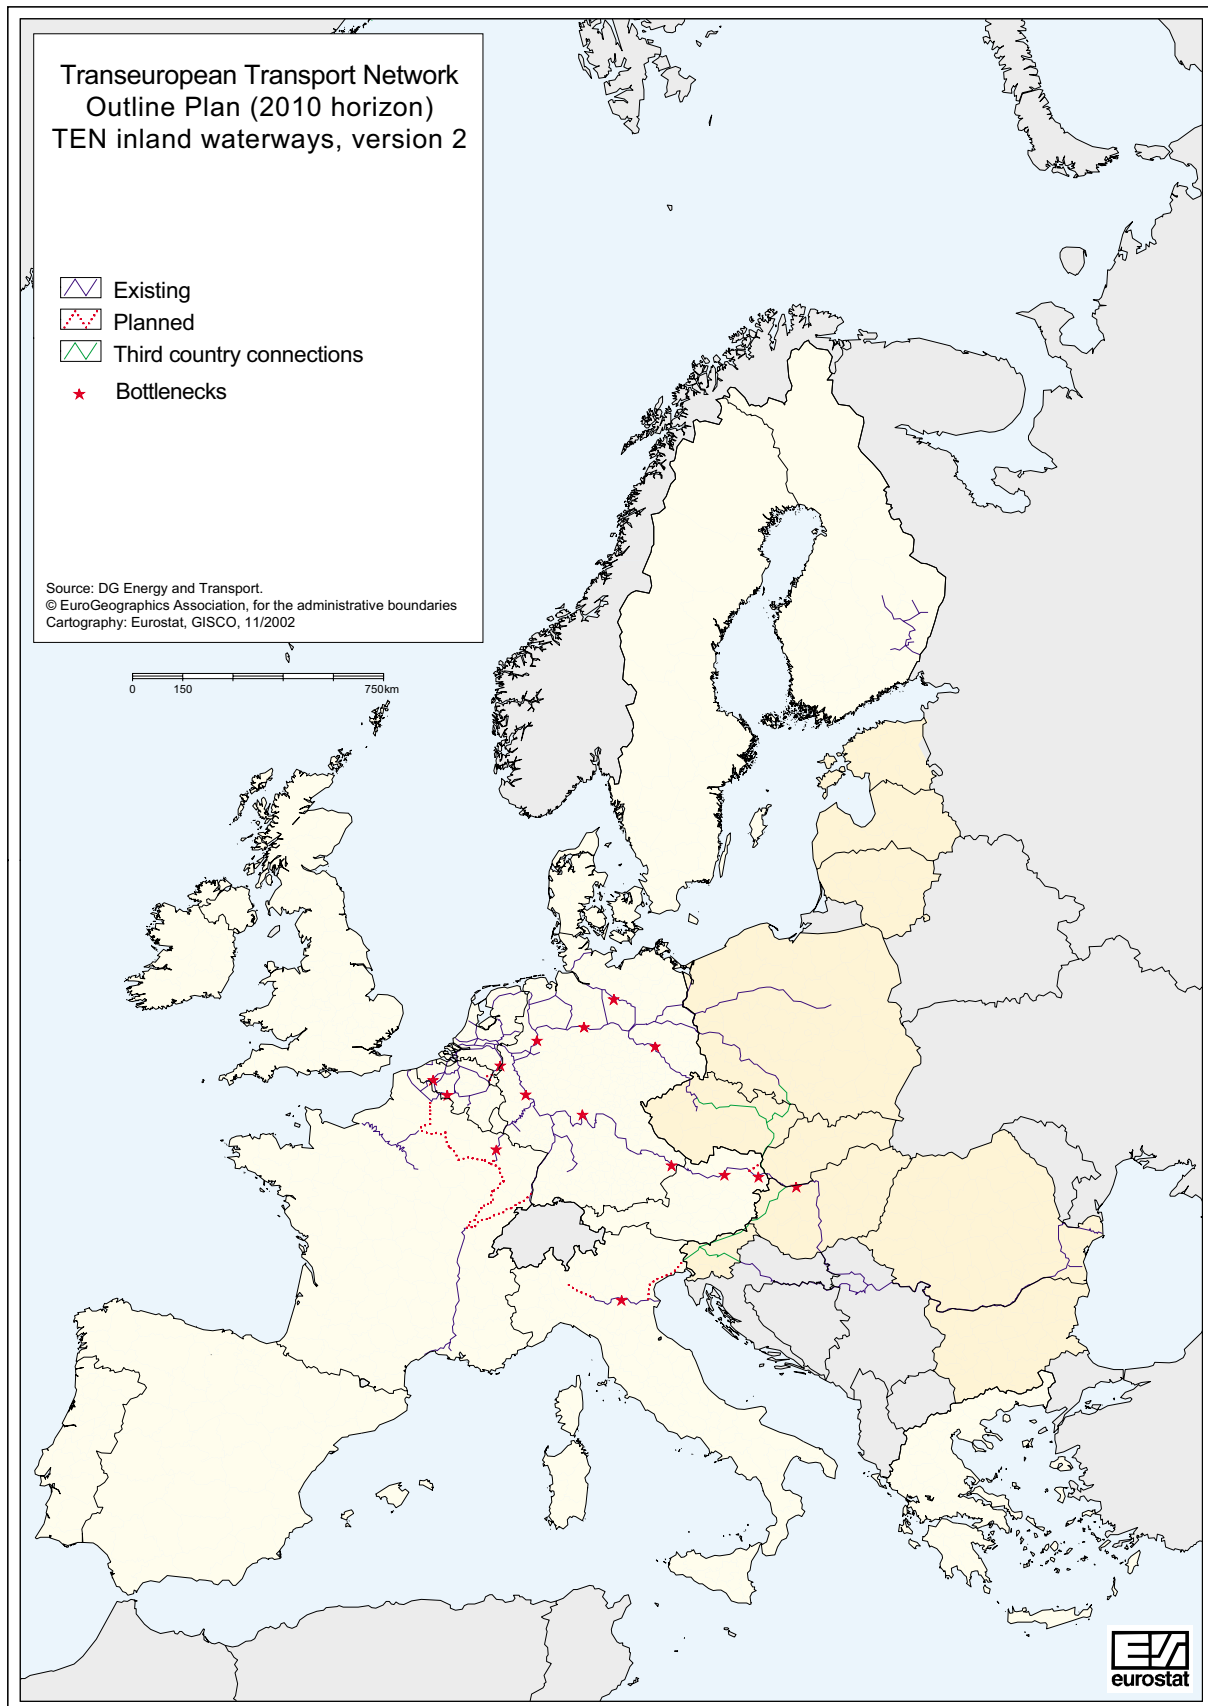 Transeuropean Transport Network
Outline Plan (2010 horizon)
TEN inland waterways, version 2
Existing
Planned
Third country connections
Bottlenecks
Source: DG Energy and Transport.
© EuroGeographics Association, for the administrative boundaries
Cartography: Eurostat, GISCO, 11/2002
0 150 750km
eurostat